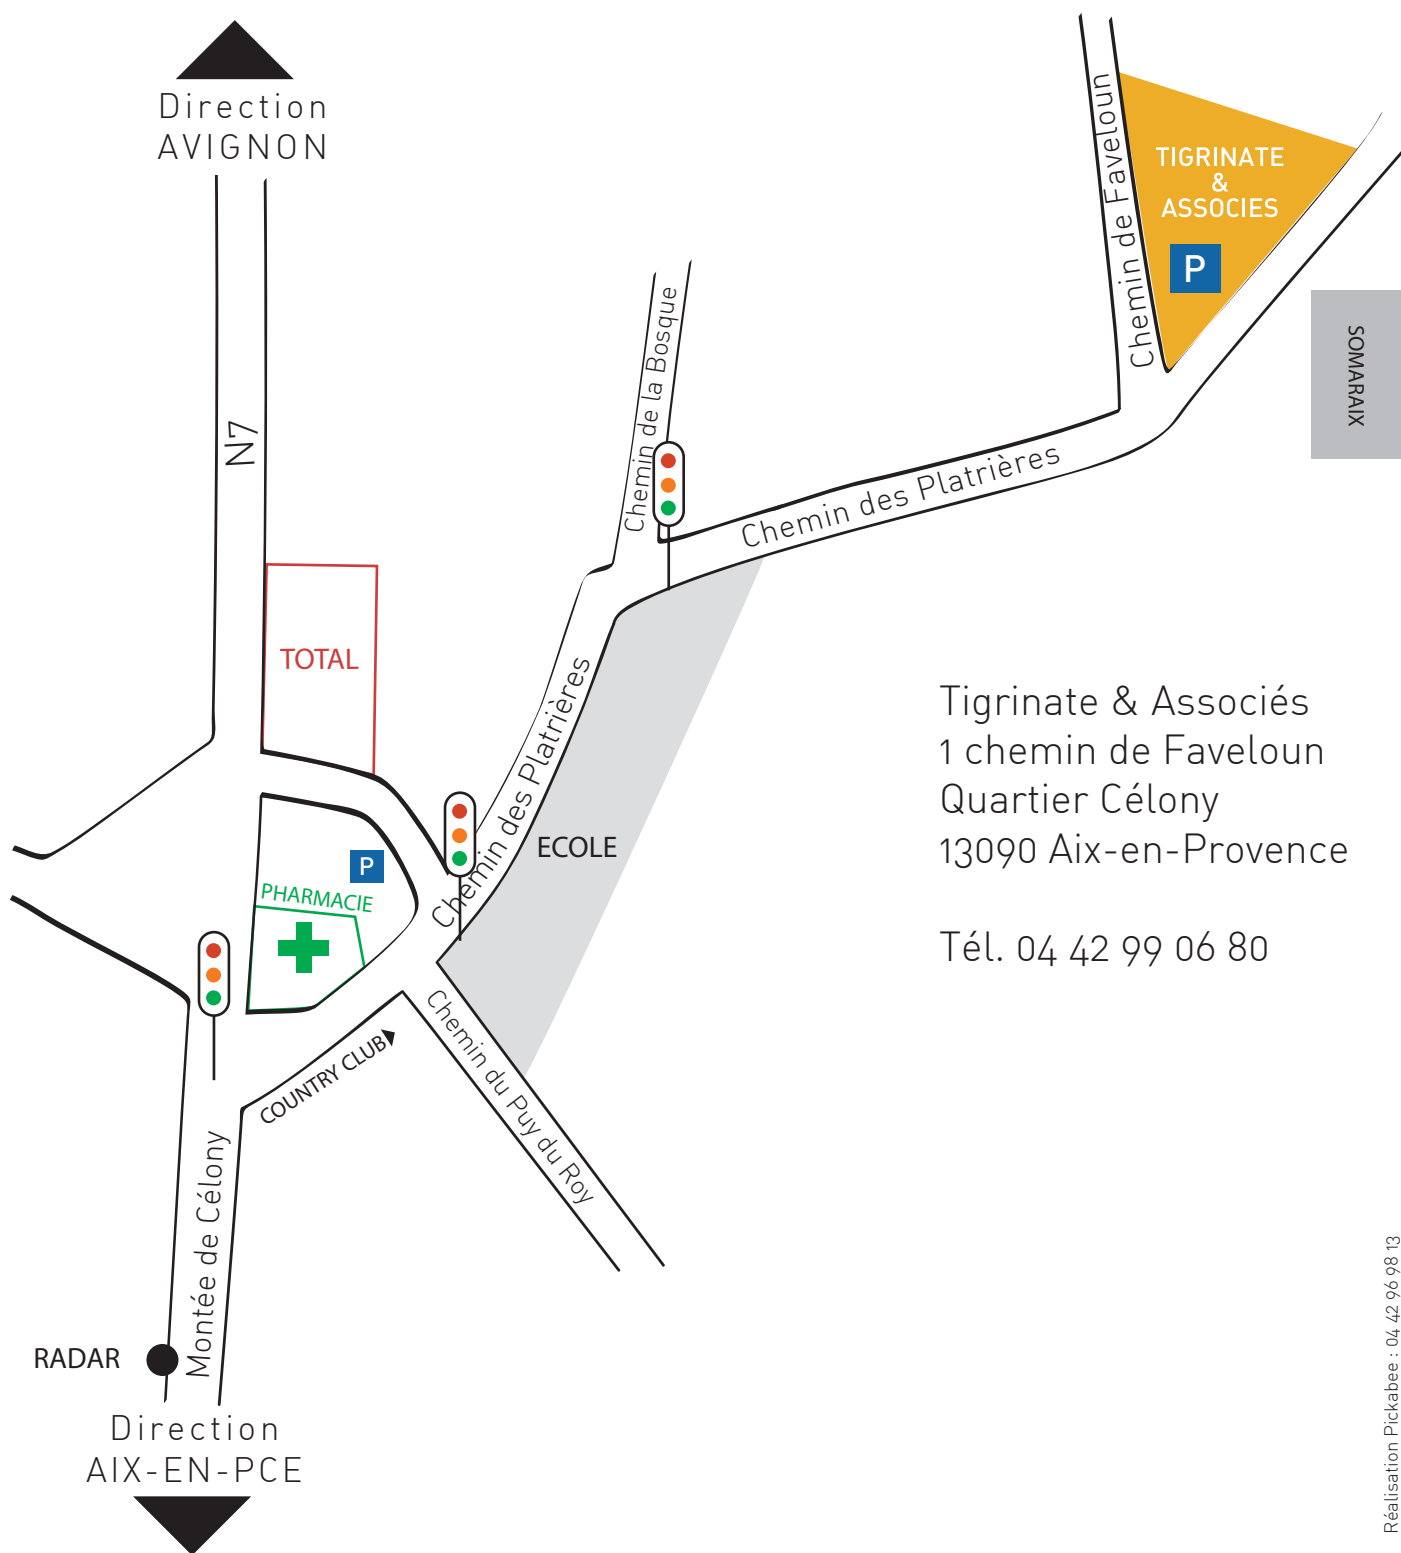 Direction
AVIGNON
N7
Chemin de la Bosque
Chemin de Faveloun
TIGRINATE
&
ASSOCIES
P
SOMARAIX
Chemin des Platrières
TOTAL
Chemin des Platrières
ECOLE
P
PHARMACIE
COUNTRY CLUB
Chemin du Puy du Roy
Montée de Célony
RADAR
Direction
AIX-EN-PCE
Tigrinate & Associés
1 chemin de Faveloun
Quartier Célony
13090 Aix-en-Provence
Tél. 04 42 99 06 80
Réalisation Pickabee : 04 42 96 98 13